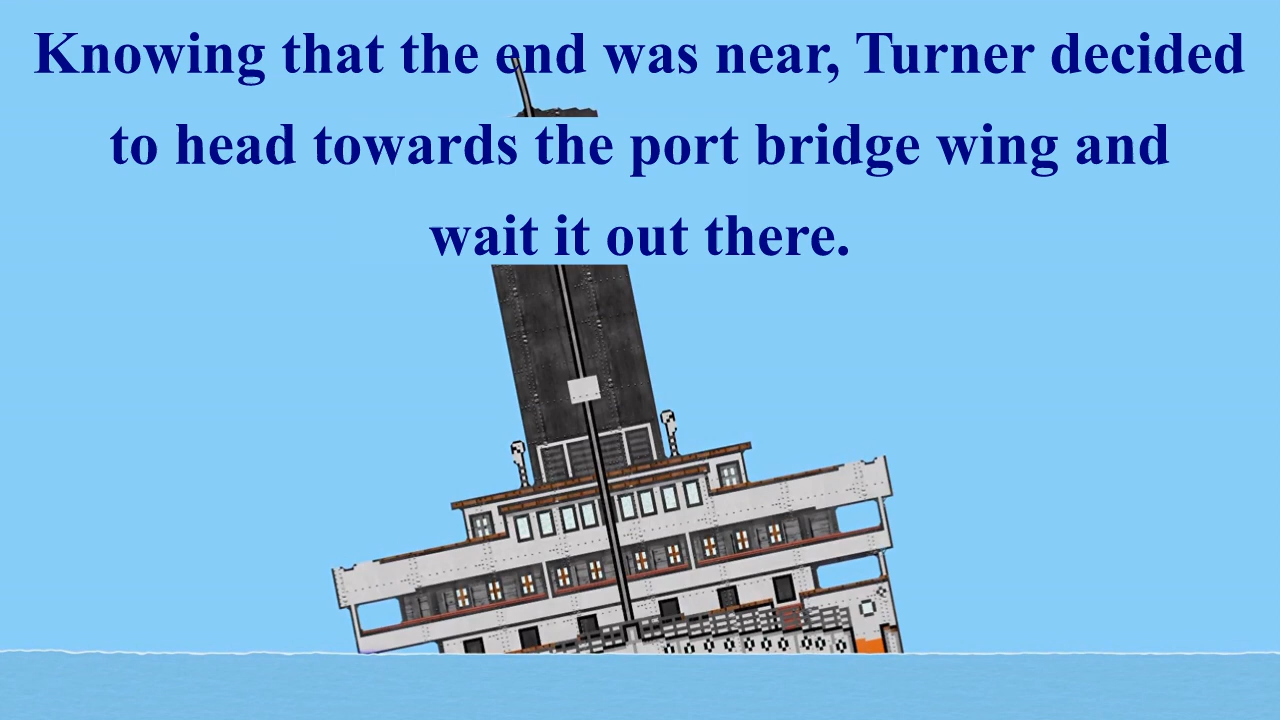 Knowing that the end was near, Turner decided
to head towards the port bridge wing and
wait it out there.